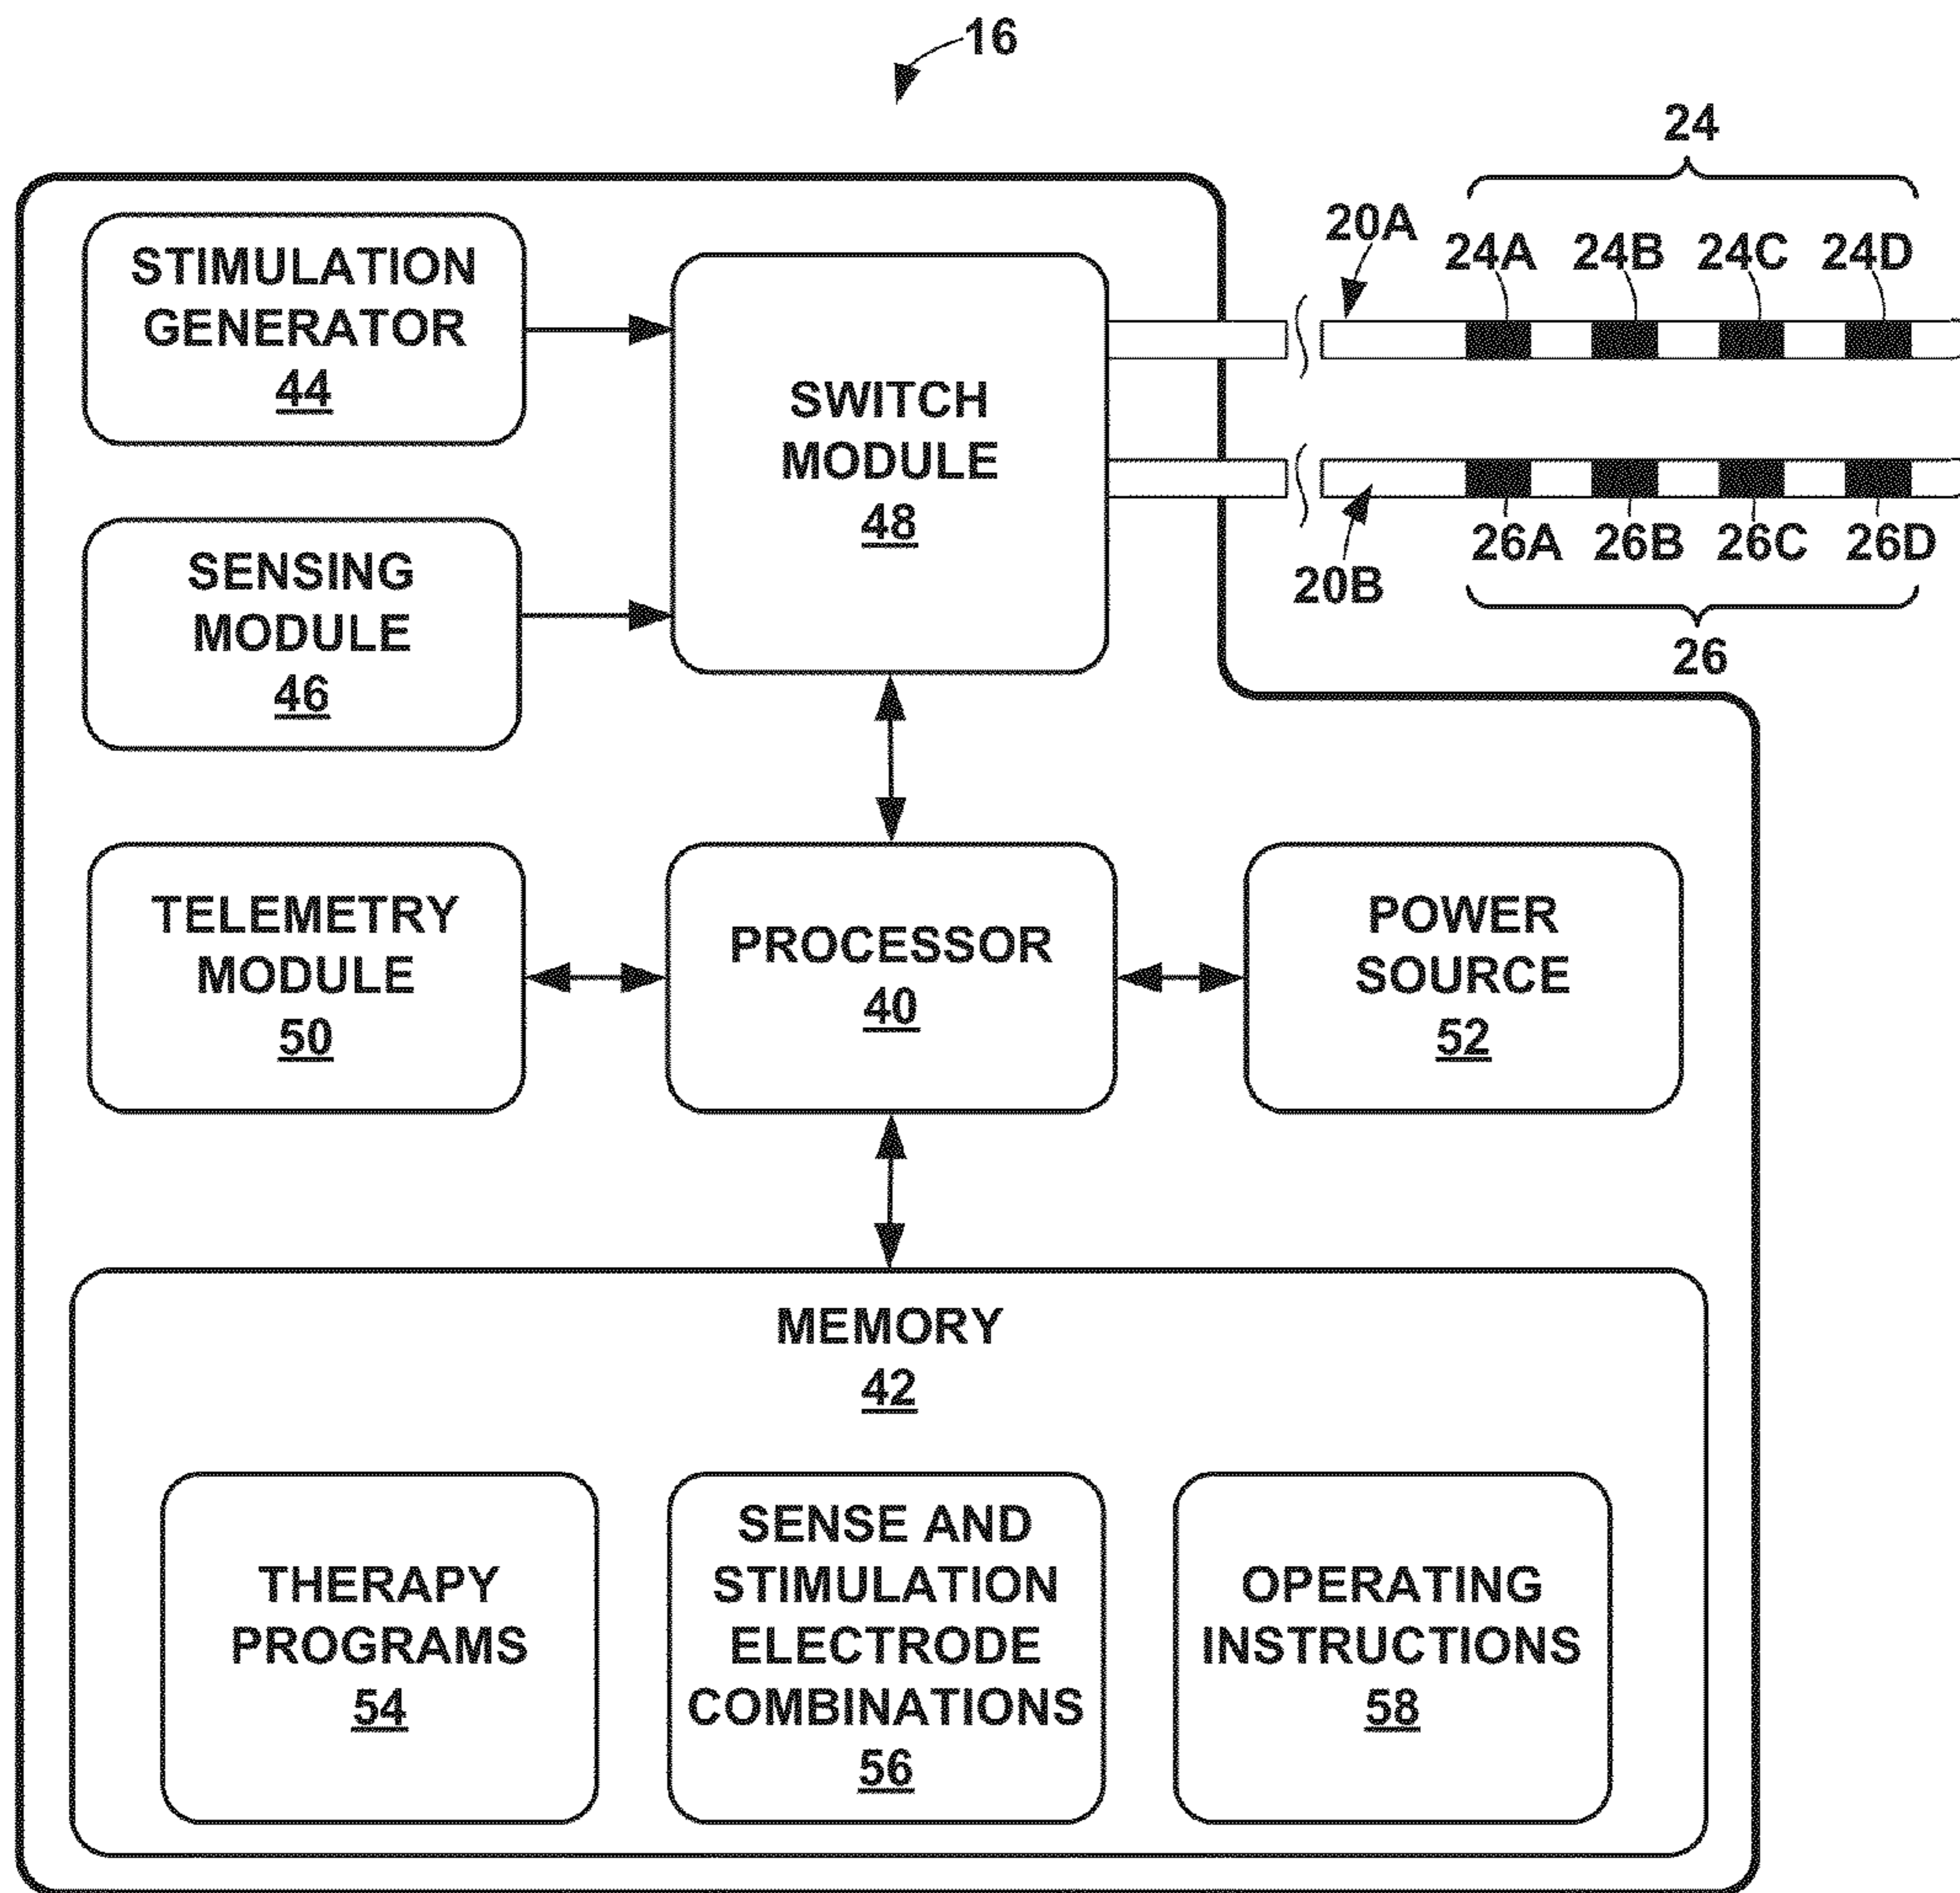 16
24
20A
24A 24B 24C 24D
STIMULATION
GENERATOR
44
SWITCH
MODULE
48
26A 26B 26C 26D
20B
26
SENSING
MODULE
46
TELEMETRY
MODULE
50
PROCESSOR
40
POWER
SOURCE
52
MEMORY
42
THERAPY
PROGRAMS
54
SENSE AND
STIMULATION
ELECTRODE
COMBINATIONS
56
OPERATING
INSTRUCTIONS
58